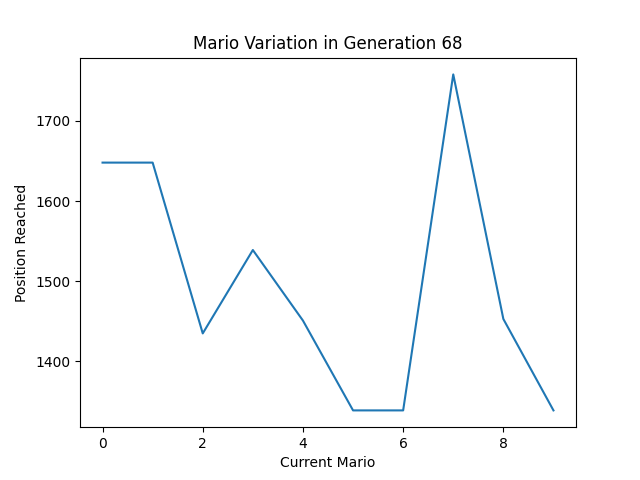 Mario Variation in Generation 68
Position Reached
1700
1600
1500
1400
0 2 4 6 8
Current Mario